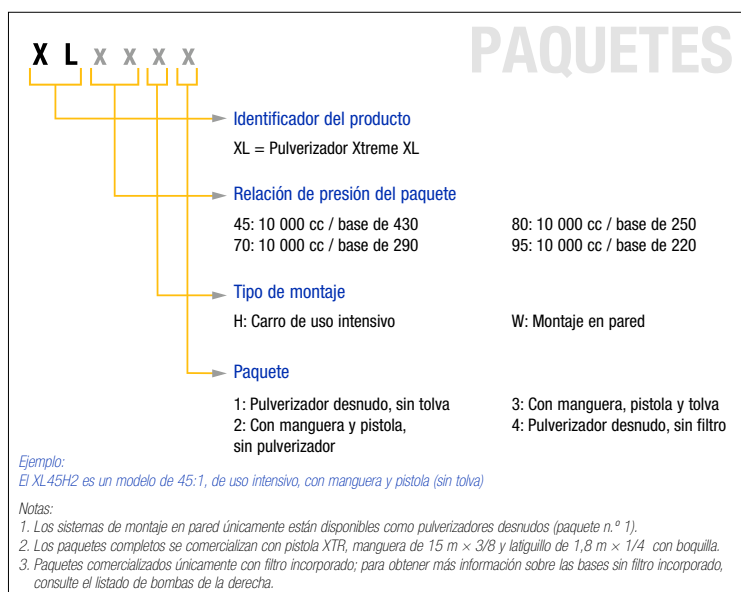 PAQUETES
X L x x x x
Identificador del producto
XL = Pulverizador Xtreme XL
Relación de presión del paquete
45: 10 000 cc / base de 430
80: 10 000 cc / base de 250
70: 10 000 cc / base de 290
95: 10 000 cc / base de 220
Tipo de montaje
H: Carro de uso intensivo
W: Montaje en pared
Paquete
1: Pulverizador desnudo, sin tolva
3: Con manguera, pistola y tolva
2: Con manguera y pistola,
sin pulverizador
4: Pulverizador desnudo, sin filtro
Ejemplo:
El XL45H2 es un modelo de 45:1, de uso intensivo, con manguera y pistola (sin tolva)
Notas:
1. Los sistemas de montaje en pared únicamente están disponibles como pulverizadores desnudos (paquete n.º 1).
2. Los paquetes completos se comercializan con pistola XTR, manguera de 15 m × 3/8 y latiguillo de 1,8 m × 1/4 con boquilla.
3. Paquetes comercializados únicamente con filtro incorporado; para obtener más información sobre las bases sin filtro incorporado,
consulte el listado de bombas de la derecha.